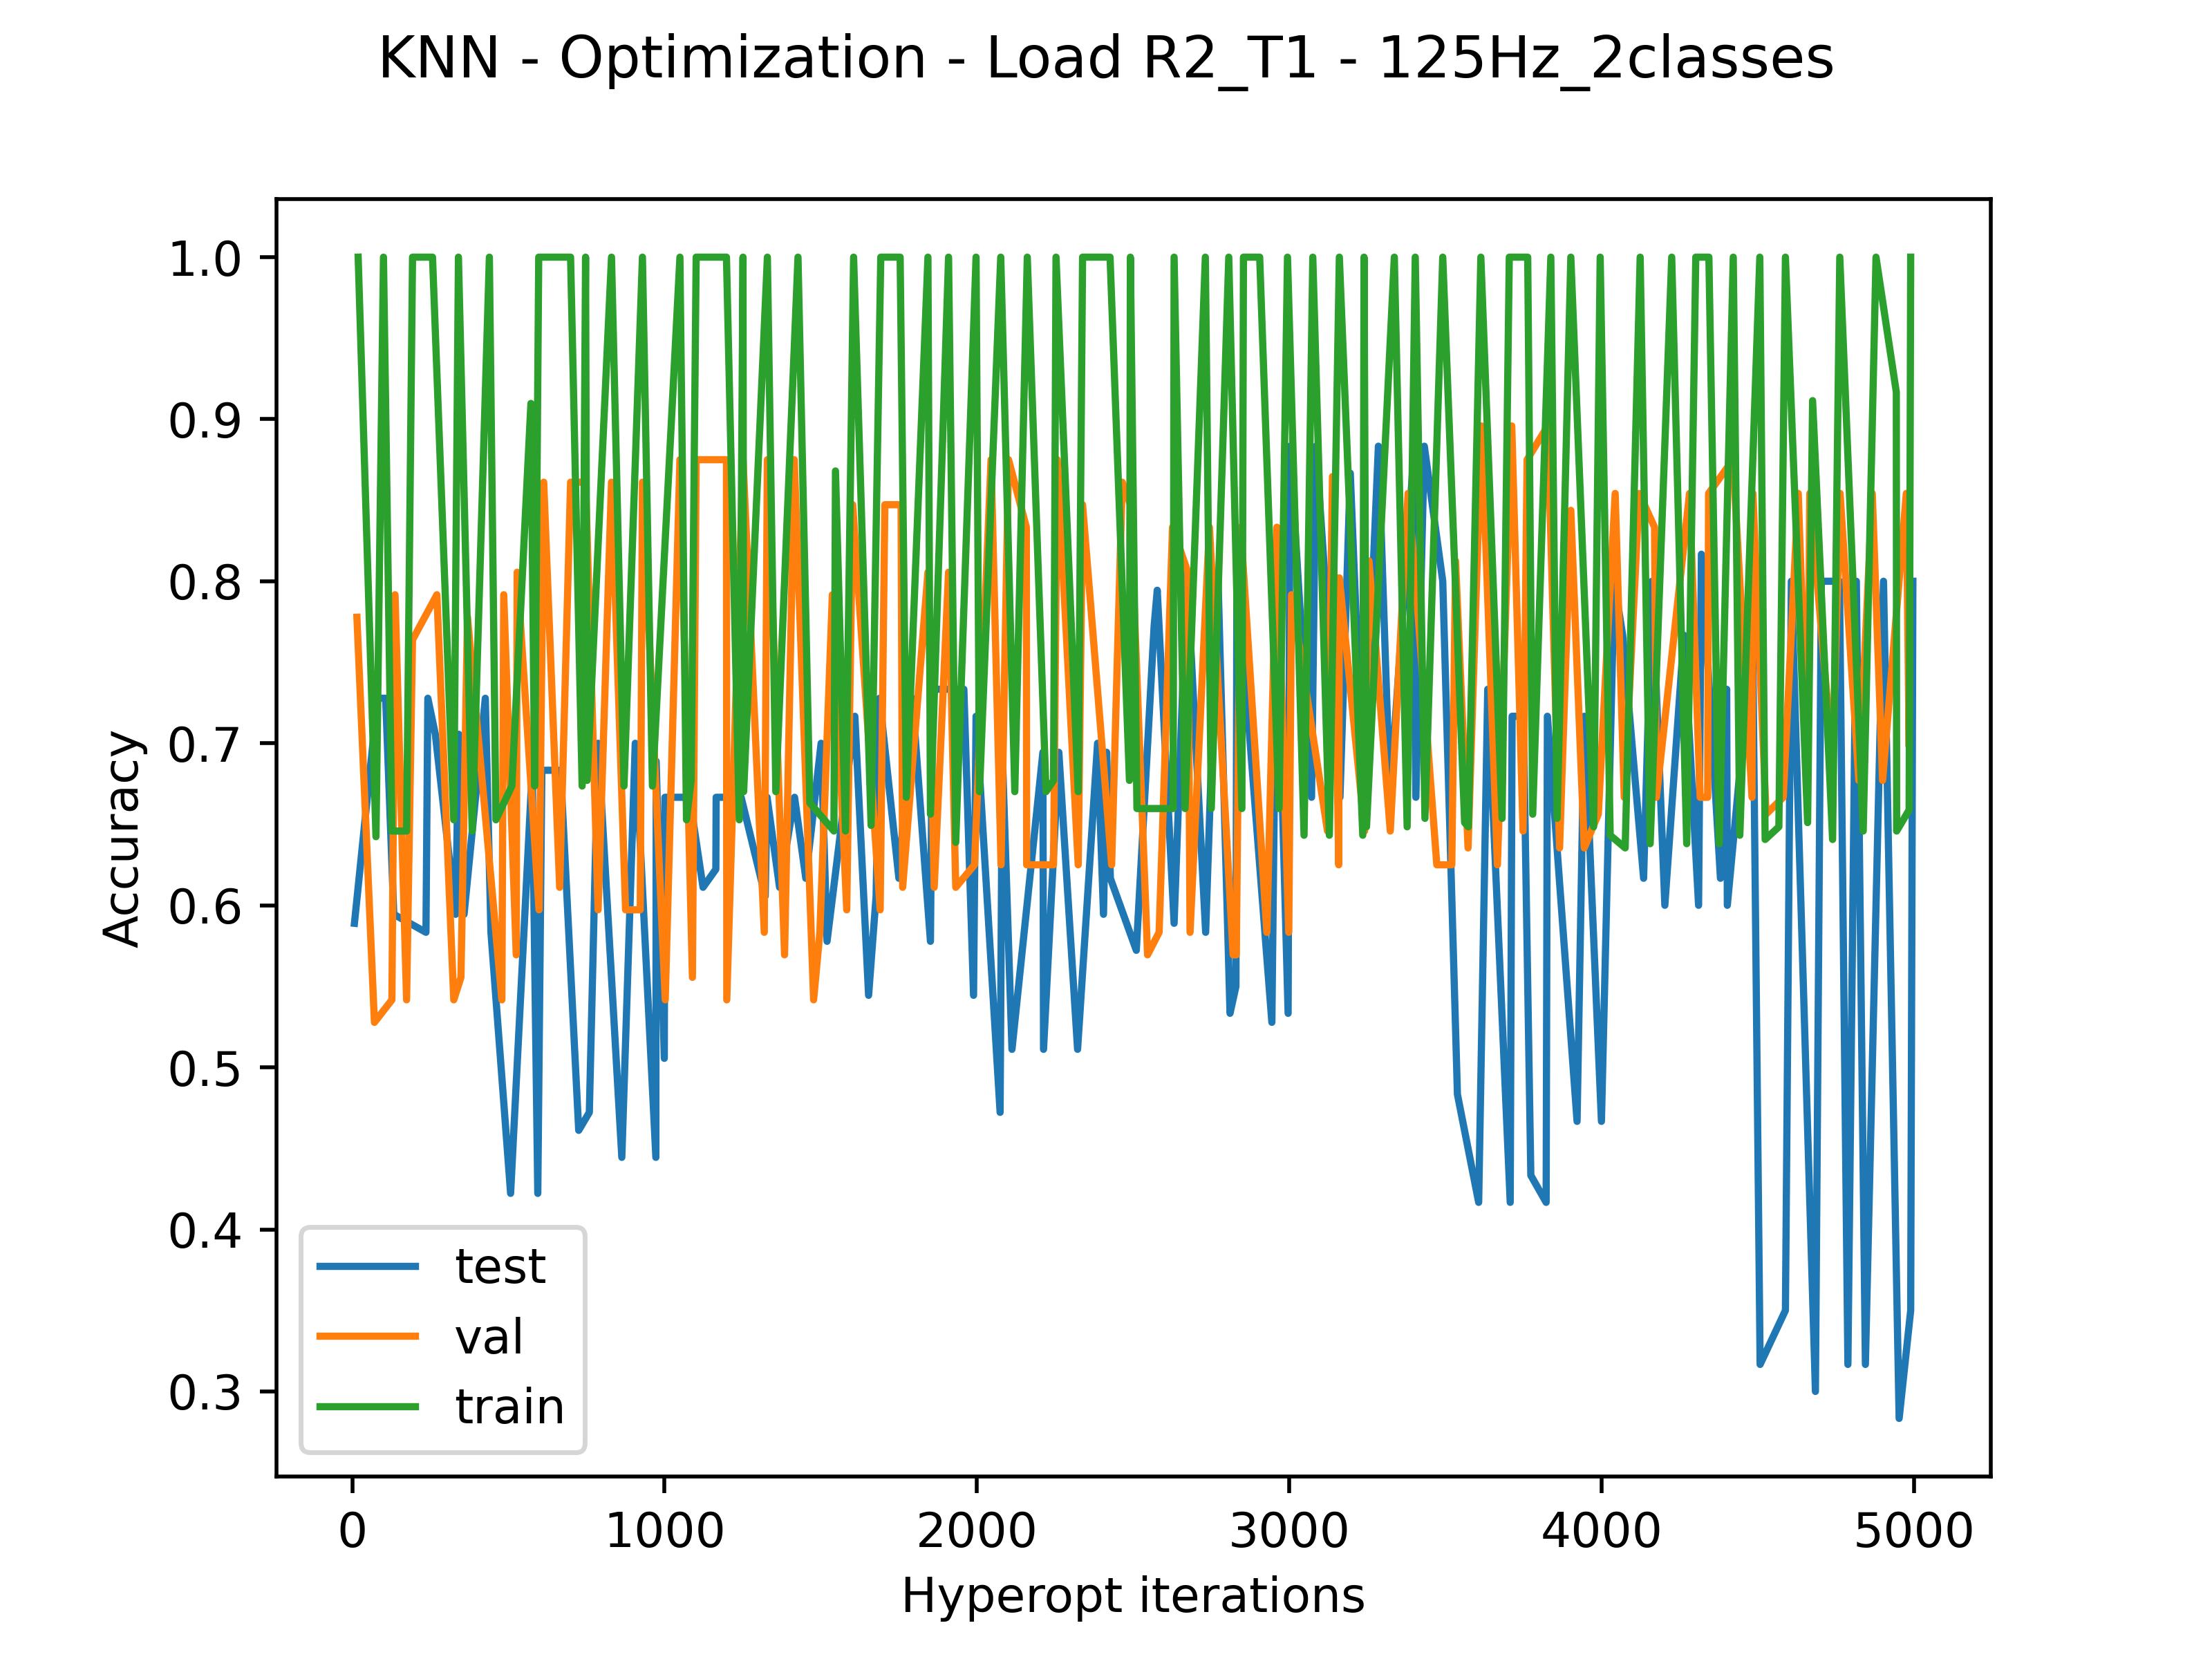 KNN - Optimization - Load R2_T1 - 125Hz_2classes
1.0
0.9
0.8
0.7
0.6
0.5
0.4
0.3
Accuracy
test
val
train
0 1000 2000 3000 4000 5000
Hyperopt iterations